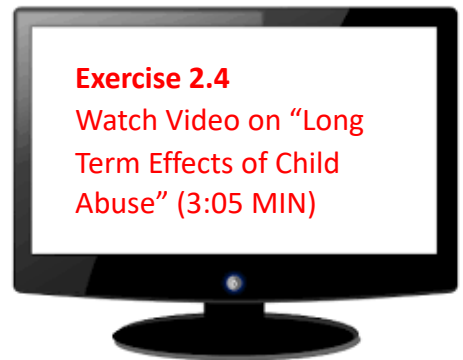 Exercise 2.4
Watch Video on “Long
Term Effects of Child
Abuse” (3:05 MIN)